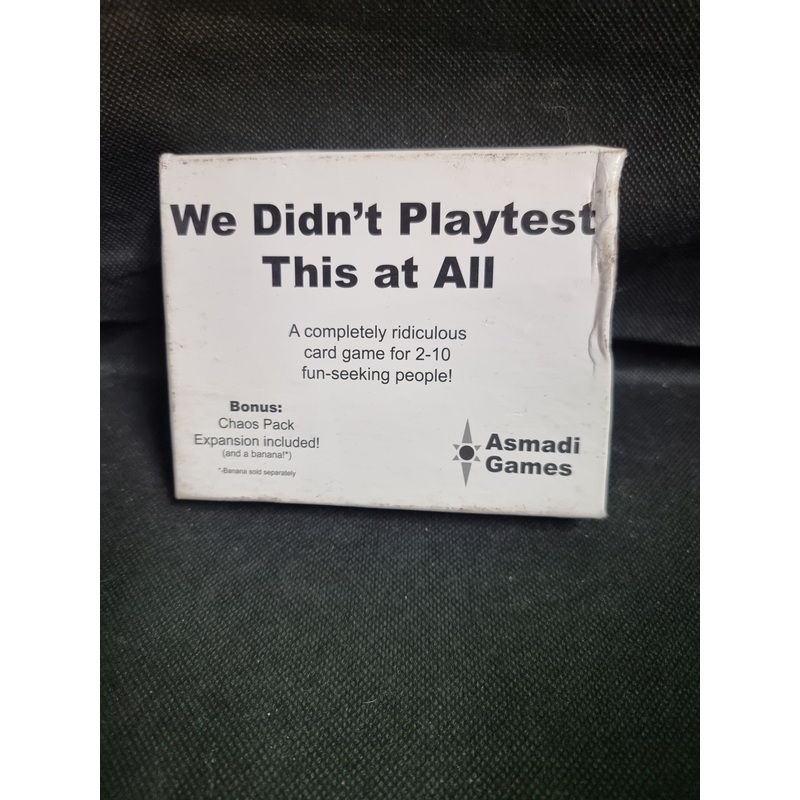 We Didn't Playtest
This at All
A completely ridiculous
card game for 2-10
fun-seeking people!
Bonus:
Chaos Pack
Expansion included!
(and a banana!*)
*-Banana sold separately
Asmadi
Games